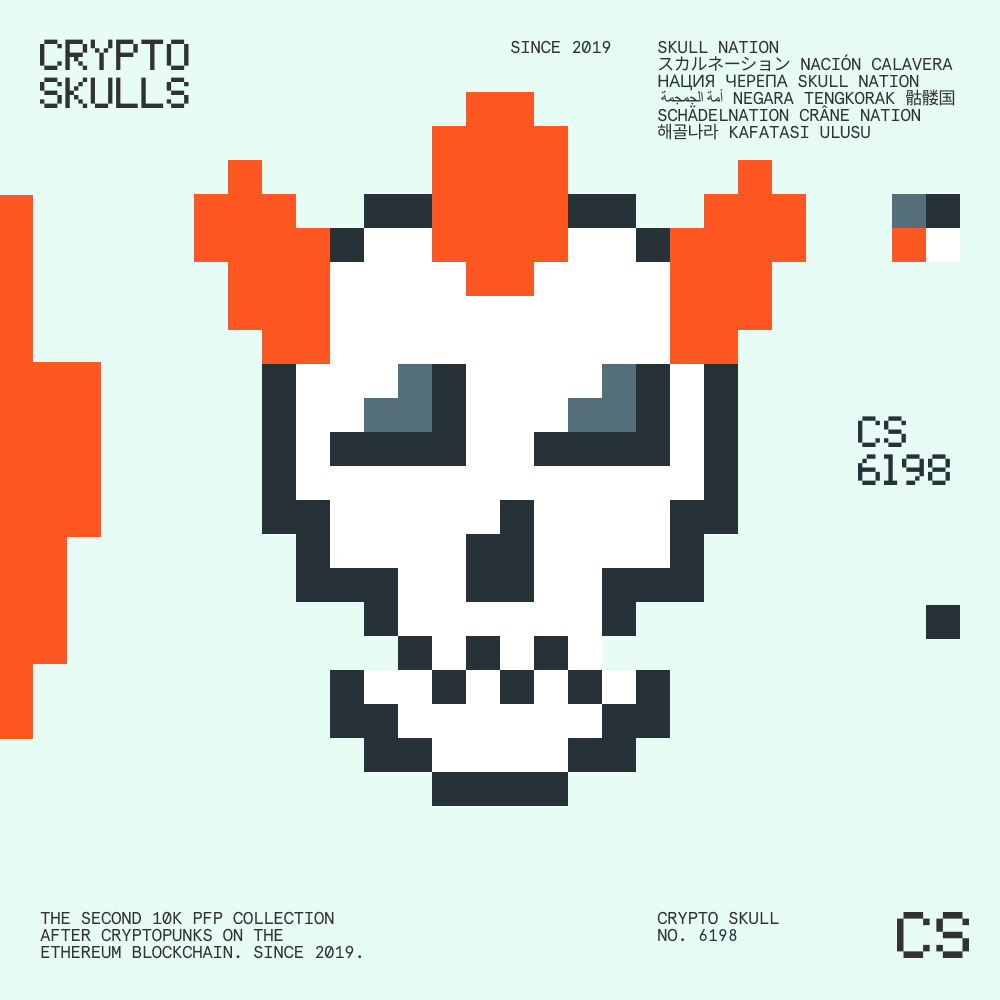 CRYPTO
SKULLS
SINCE 2019
SKULL NATION
スカルネーション NACIÓN CALAVERA
НАЦИЯ ЧЕРЕПА SKULL NATION
أمة الجمجمة NEGARA TENGKORAK 骷髅国
SCHÄDELNATION CRÂNE NATION
해골나라 KAFATASI ULUSU
CS
6198
THE SECOND 10K PFP COLLECTION
AFTER CRYPTOPUNKS ON THE
ETHEREUM BLOCKCHAIN. SINCE 2019.
CRYPTO SKULL
NO. 6198
CS